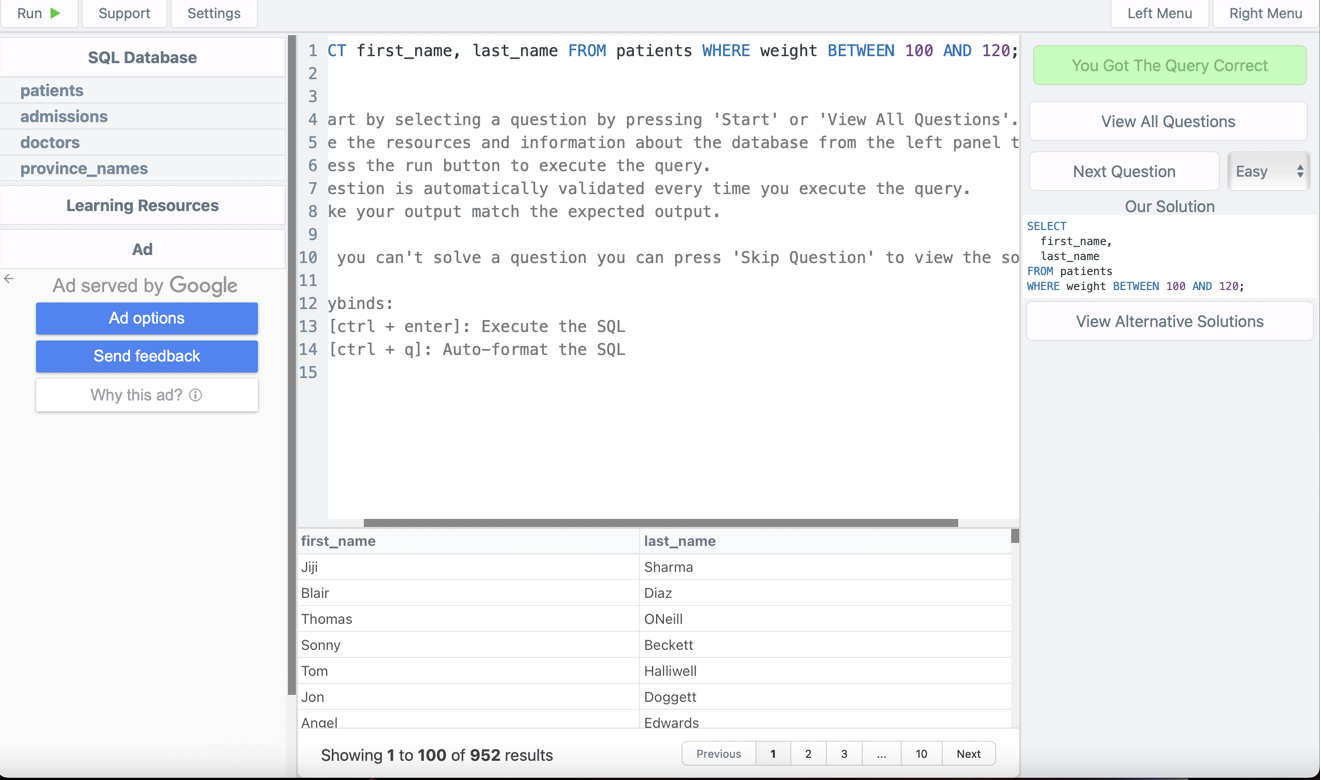 Run
Support
Settings
Left Menu
Right Menu
SQL Database
patients
admissions
doctors
province_names
Learning Resources
Ad
Ad served by Google
Ad options
Send feedback
Why this ad?
1 CT first_name, last_name FROM patients WHERE weight BETWEEN 100 AND 120;
2
3
4 art by selecting a question by pressing 'Start' or 'View All Questions'.
5 e the resources and information about the database from the left panel t
6 ess the run button to execute the query.
7 estion is automatically validated every time you execute the query.
8 ke your output match the expected output.
9
10 you can't solve a question you can press 'Skip Question' to view the so
11
12 ybinds:
13 [ctrl + enter]: Execute the SQL
14 [ctrl + q]: Auto-format the SQL
15
first_name last_name
Jiji Sharma
Blair Diaz
Thomas ONeill
Sonny Beckett
Tom Halliwell
Jon Doggett
Angel Edwards
Showing 1 to 100 of 952 results
Previous 1 2 3 ... 10 Next
You Got The Query Correct
View All Questions
Next Question
Easy
Our Solution
SELECT
first_name,
last_name
FROM patients
WHERE weight BETWEEN 100 AND 120;
View Alternative Solutions